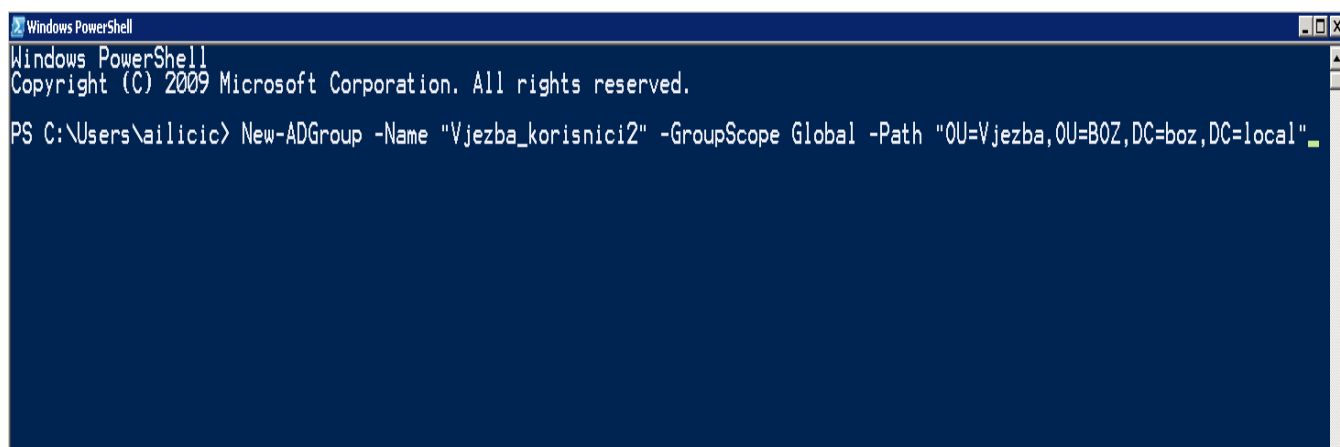 Windows PowerShell
Windows PowerShell
Copyright (C) 2009 Microsoft Corporation. All rights reserved.
PS C:\Users\ailicic> New-ADGroup -Name "Vjezba_korisnici2" -GroupScope Global -Path "OU=Vjezba,OU=BOZ,DC=boz,DC=local"